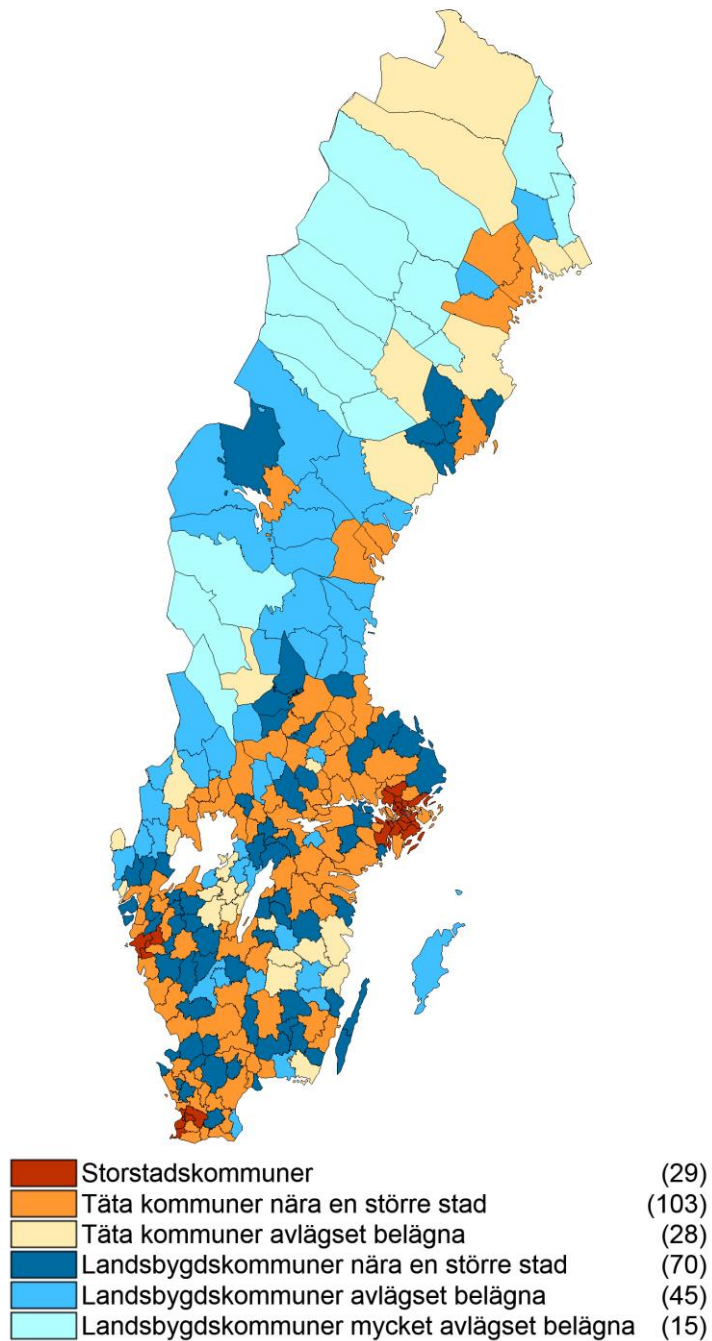 Storstadskommuner (29)
Täta kommuner nära en större stad (103)
Täta kommuner avlägset belägna (28)
Landsbygdskommuner nära en större stad (70)
Landsbygdskommuner avlägset belägna (45)
Landsbygdskommuner mycket avlägset belägna (15)